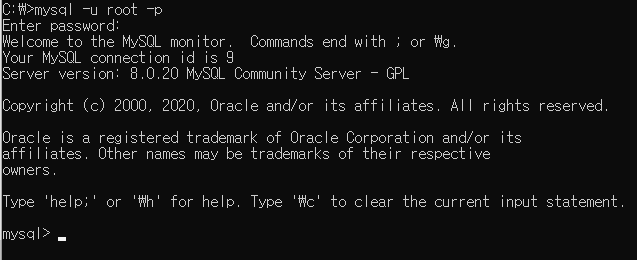 C:₩>mysql -u root -p
Enter password:
Welcome to the MySQL monitor.  Commands end with ; or ₩g.
Your MySQL connection id is 9
Server version: 8.0.20 MySQL Community Server - GPL

Copyright (c) 2000, 2020, Oracle and/or its affiliates. All rights reserved.

Oracle is a registered trademark of Oracle Corporation and/or its
affiliates. Other names may be trademarks of their respective
owners.

Type 'help;' or '₩h' for help. Type '₩c' to clear the current input statement.

mysql> _